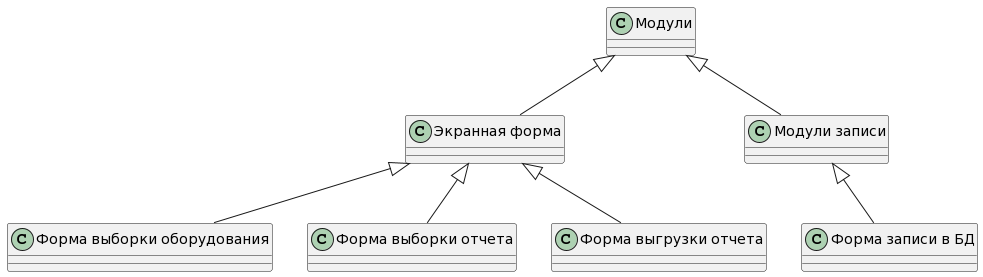 C Модули
C Экранная форма
C Модули записи
C Форма выборки оборудования
C Форма выборки отчета
C Форма выгрузки отчета
C Форма записи в БД